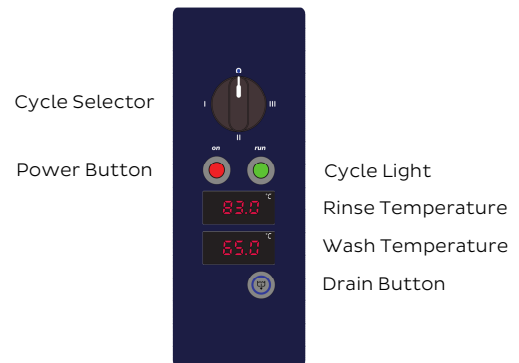 O
Cycle Selector
I
III
II
on
run
Power Button
Cycle Light
°C
83.0
Rinse Temperature
°C
65.0
Wash Temperature
Drain Button